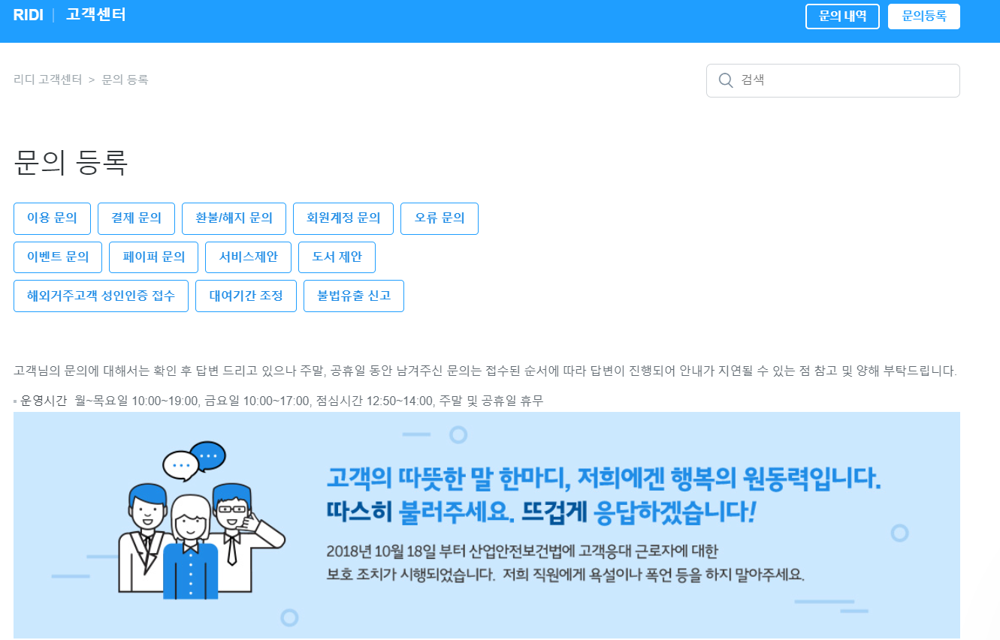 RIDI | 고객센터
문의 내역
문의등록
리디 고객센터 > 문의 등록
검색
문의 등록
이용 문의 결제 문의 환불/해지 문의 회원계정 문의 오류 문의
이벤트 문의 페이퍼 문의 서비스제안 도서 제안
해외거주고객 성인인증 접수 대여기간 조정 불법유출 신고
고객님의 문의에 대해서는 확인 후 답변 드리고 있으나 주말, 공휴일 동안 남겨주신 문의는 접수된 순서에 따라 답변이 진행되어 안내가 지연될 수 있는 점 참고 및 양해 부탁드립니다.
▪ 운영시간 월~목요일 10:00~19:00, 금요일 10:00~17:00, 점심시간 12:50~14:00, 주말 및 공휴일 휴무
고객의 따뜻한 말 한마디, 저희에겐 행복의 원동력입니다.
따스히 불러주세요. 뜨겁게 응답하겠습니다!
2018년 10월 18일 부터 산업안전보건법에 고객응대 근로자에 대한
보호 조치가 시행되었습니다. 저희 직원에게 욕설이나 폭언 등을 하지 말아주세요.